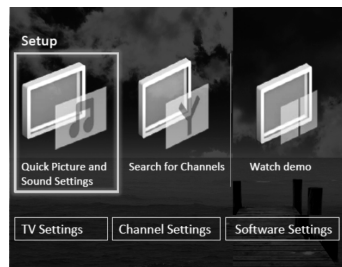 Setup
Quick Picture and
Sound Settings
Search for Channels
Watch demo
TV Settings
Channel Settings
Software Settings